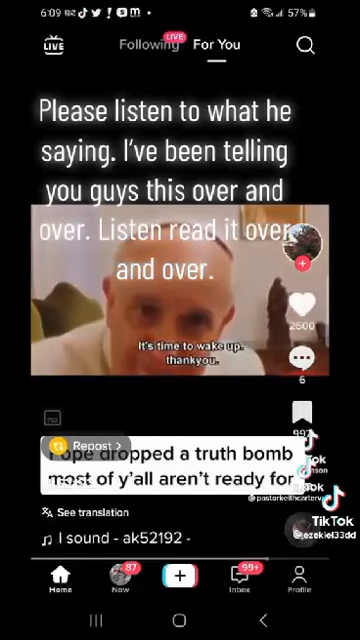 6:09
57%
LIVE
Following
LIVE
For You
Please listen to what he
saying. I've been telling
you guys this over and
over. Listen read it over
and over.
It's time to wake up.
thankyou.
2600
6
Repost >
Pope dropped a truth bomb
most of y'all aren't ready for
@pastorkeithcarterv
See translation
TikTok
@ezekiel33dd
I sound - ak52192 -
87
99+
Home
Now
Inbox
Profile